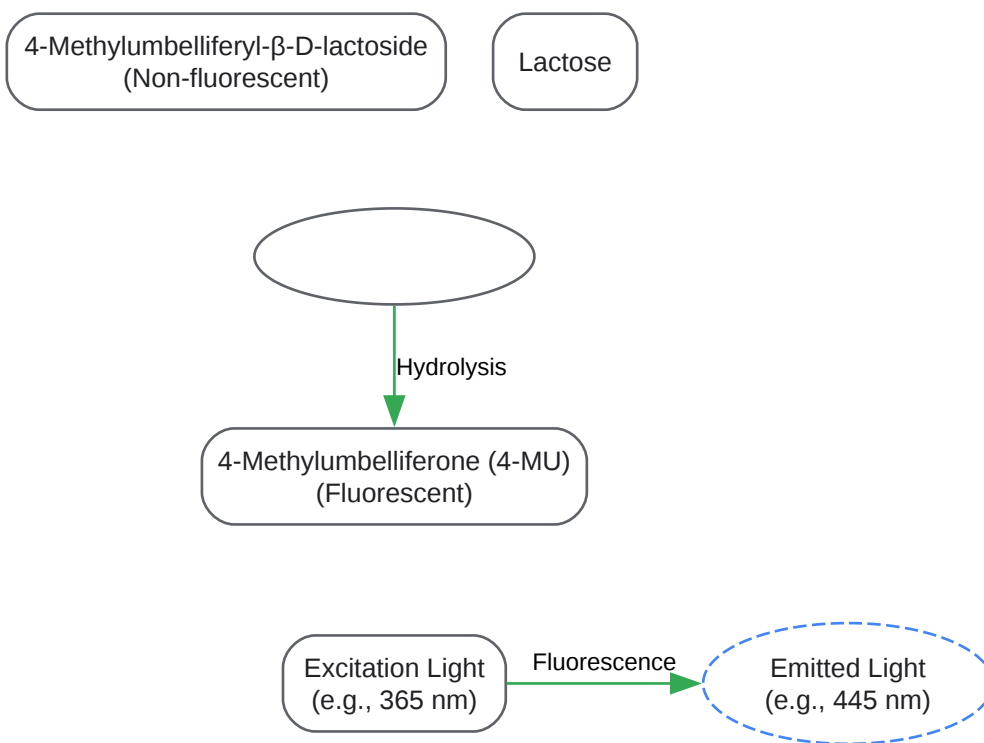 4-Methylumbelliferyl-β-D-lactoside
(Non-fluorescent)
Lactose
Hydrolysis
4-Methylumbelliferone (4-MU)
(Fluorescent)
Excitation Light
(e.g., 365 nm)
Fluorescence
Emitted Light
(e.g., 445 nm)